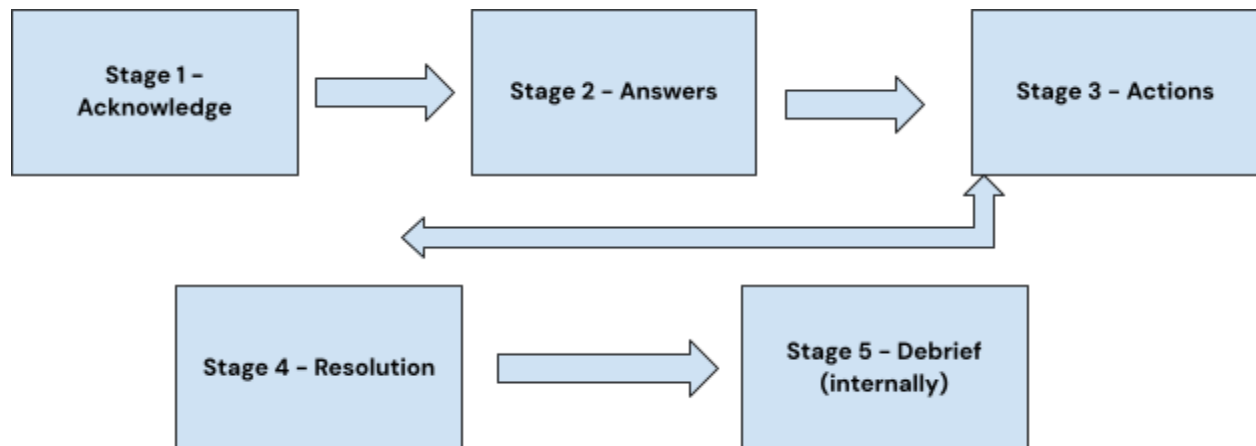 Stage 1 –
Acknowledge
Stage 2 – Answers
Stage 3 – Actions
Stage 4 – Resolution
Stage 5 – Debrief
(internally)